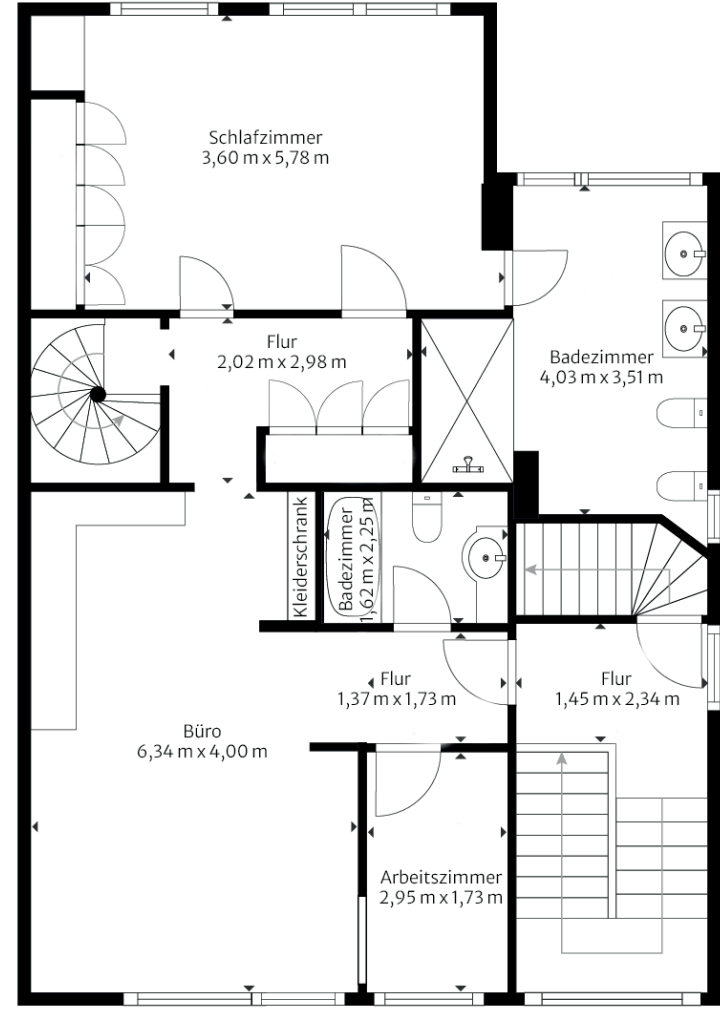 Schlafzimmer
3,60 m x 5,78 m
Flur
2,02 m x 2,98 m
Badezimmer
4,03 m x 3,51 m
Kleiderschrank
Badezimmer
1,62 m x 2,25 m
Flur
1,37 m x 1,73 m
Flur
1,45 m x 2,34 m
Büro
6,34 m x 4,00 m
Arbeitszimmer
2,95 m x 1,73 m